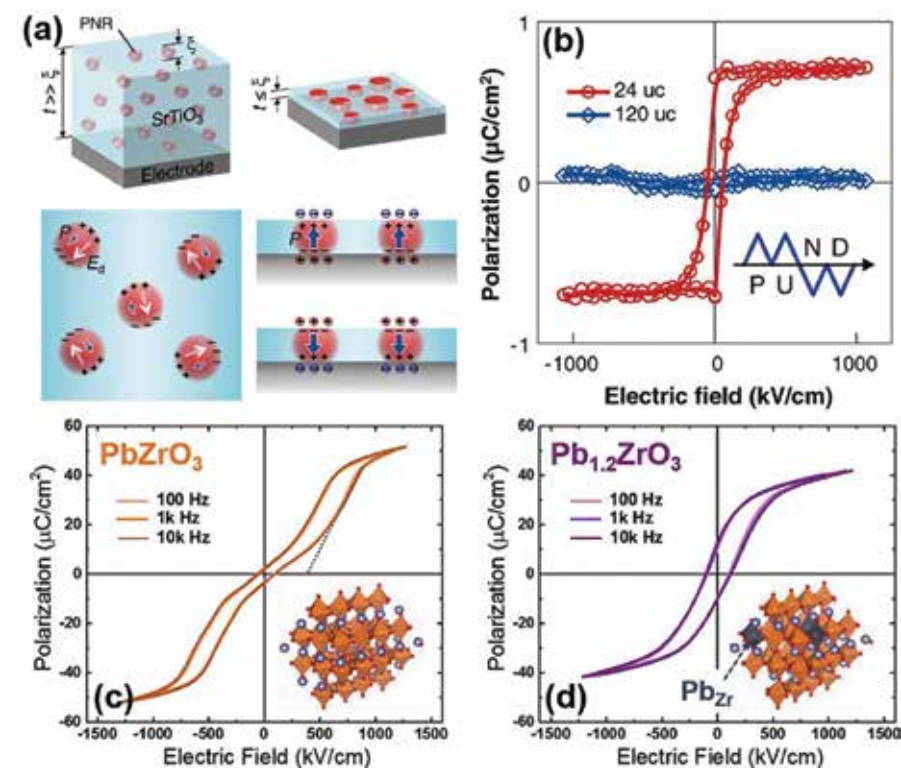 (a)
PNR
ξ
t >> ξ
SrTiO₃
Electrode
t ≤ ξ
P
E_d
P
(b)
Polarization (µC/cm²)
1
0
-1
24 uc
120 uc
N D
P U
-1000
0
1000
Electric field (kV/cm)
(c)
PbZrO₃
100 Hz
1k Hz
10k Hz
Polarization (µC/cm²)
60
40
20
0
-20
-40
-60
-1500 -1000 -500 0 500 1000 1500
Electric Field (kV/cm)
(d)
Pb₁.₂ZrO₃
100 Hz
1k Hz
10k Hz
Pb_Zr
Polarization (µC/cm²)
60
40
20
0
-20
-40
-60
-1500 -1000 -500 0 500 1000 1500
Electric Field (kV/cm)